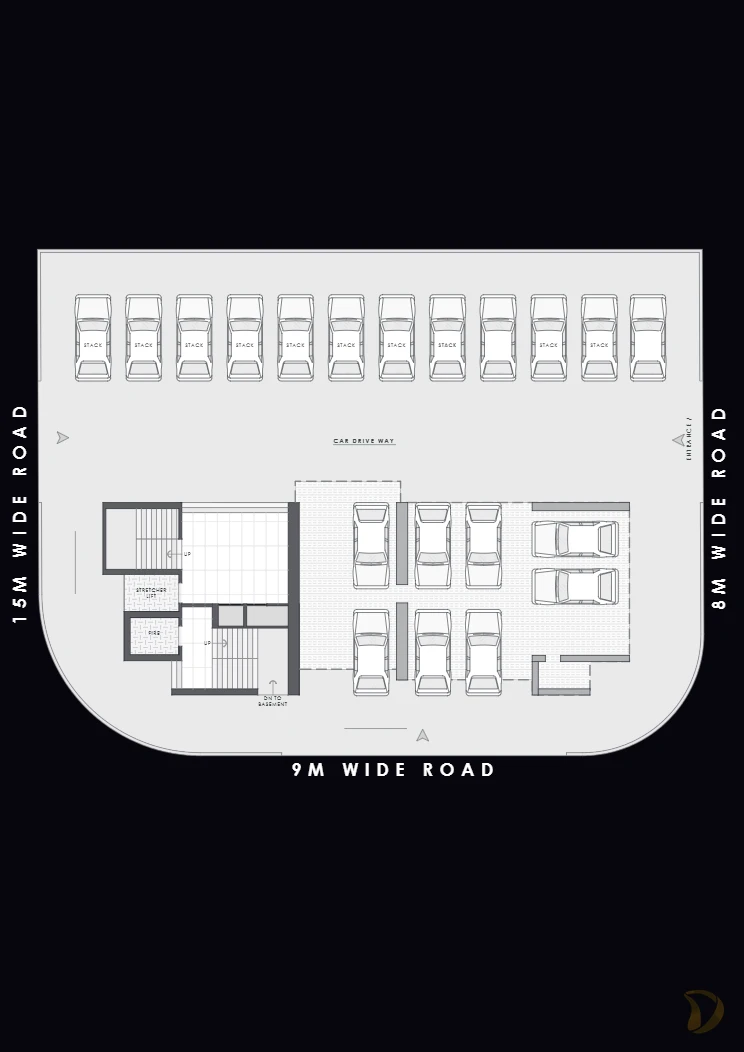 STACK STACK STACK STACK STACK STACK STACK STACK STACK STACK STACK
CAR DRIVE WAY
ENTRANCE /
15M WIDE ROAD
8M WIDE ROAD
UP
STRETCHER
LIFT
FIRE
UP
DN TO
BASEMENT
9M WIDE ROAD